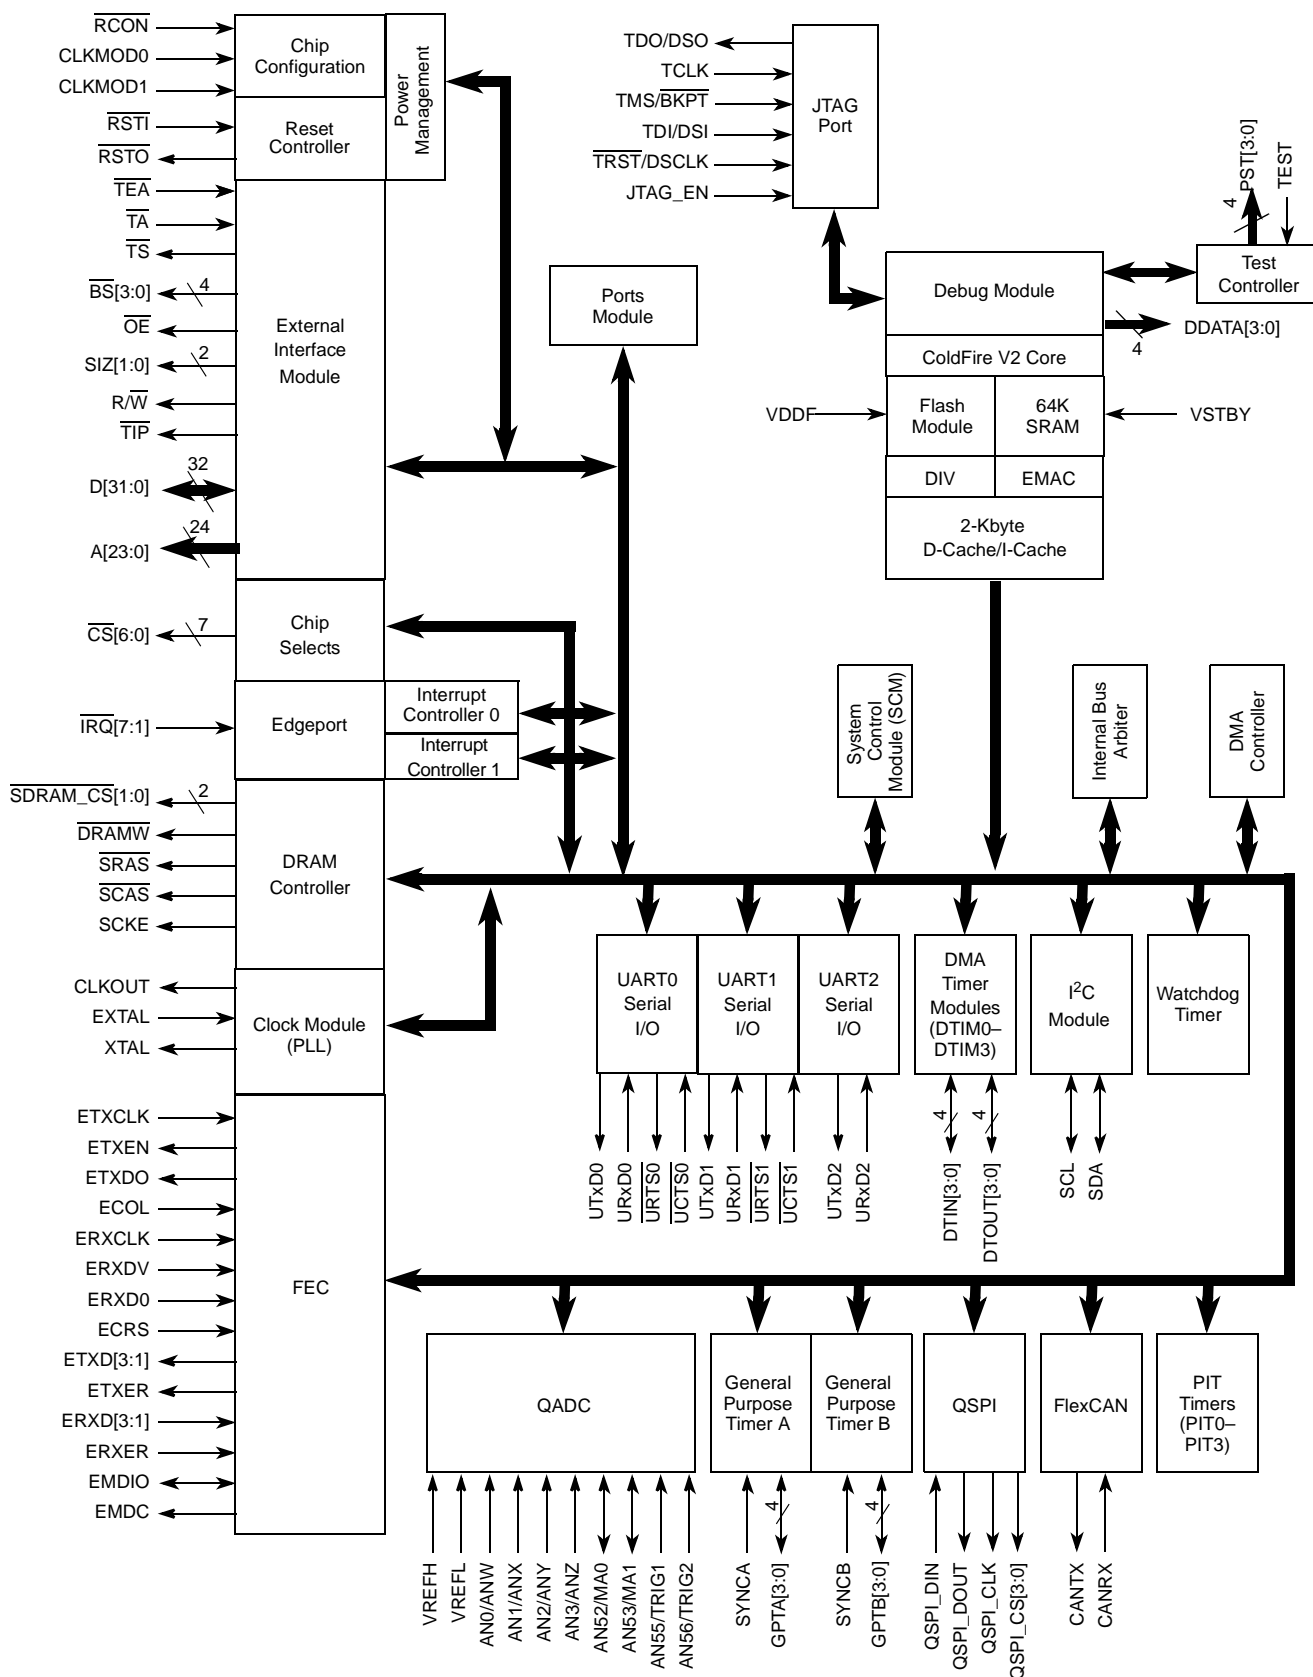 RCON
CLKMOD0
CLKMOD1
RSTI
RSTO
TEA
TA
TS
BS[3:0]
4
OE
SIZ[1:0]
2
R/W
TIP
D[31:0]
32
A[23:0]
24
CS[6:0]
7
IRQ[7:1]
SDRAM_CS[1:0]
2
DRAMW
SRAS
SCAS
SCKE
CLKOUT
EXTAL
XTAL
ETXCLK
ETXEN
ETXDO
ECOL
ERXCLK
ERXDV
ERXD0
ECRS
ETXD[3:1]
ETXER
ERXD[3:1]
ERXER
EMDIO
EMDC
Chip
Configuration
Reset
Controller
Power
Management
External
Interface
Module
Chip
Selects
Edgeport
Interrupt
Controller 0
Interrupt
Controller 1
DRAM
Controller
Clock Module
(PLL)
FEC
TDO/DSO
TCLK
TMS/BKPT
TDI/DSI
TRST/DSCLK
JTAG_EN
JTAG
Port
Ports
Module
PST[3:0]
4
TEST
Test
Controller
Debug Module
DDATA[3:0]
4
ColdFire V2 Core
VDDF
Flash
Module
64K
SRAM
VSTBY
DIV
EMAC
2-Kbyte
D-Cache/I-Cache
System
Control
Module (SCM)
Internal Bus
Arbiter
DMA
Controller
UART0
Serial
I/O
UART1
Serial
I/O
UART2
Serial
I/O
DMA
Timer
Modules
(DTIM0–
DTIM3)
I2C
Module
Watchdog
Timer
UTxD0
URxD0
URTS0
UCTS0
UTxD1
URxD1
URTS1
UCTS1
UTxD2
URxD2
4
DTIN[3:0]
4
DTOUT[3:0]
SCL
SDA
QADC
General
Purpose
Timer A
General
Purpose
Timer B
QSPI
FlexCAN
PIT
Timers
(PIT0–
PIT3)
VREFH
VREFL
AN0/ANW
AN1/ANX
AN2/ANY
AN3/ANZ
AN52/MA0
AN53/MA1
AN55/TRIG1
AN56/TRIG2
SYNCA
4
GPTA[3:0]
SYNCB
4
GPTB[3:0]
QSPI_DIN
QSPI_DOUT
QSPI_CLK
QSPI_CS[3:0]
CANTX
CANRX